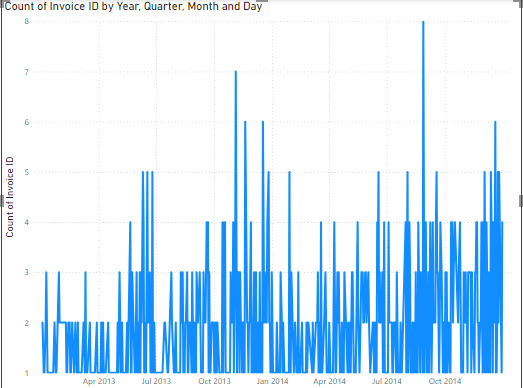 Count of Invoice ID by Year, Quarter, Month and Day
8
7
6
5
4
3
2
1
Count of Invoice ID
Apr 2013 Jul 2013 Oct 2013 Jan 2014 Apr 2014 Jul 2014 Oct 2014